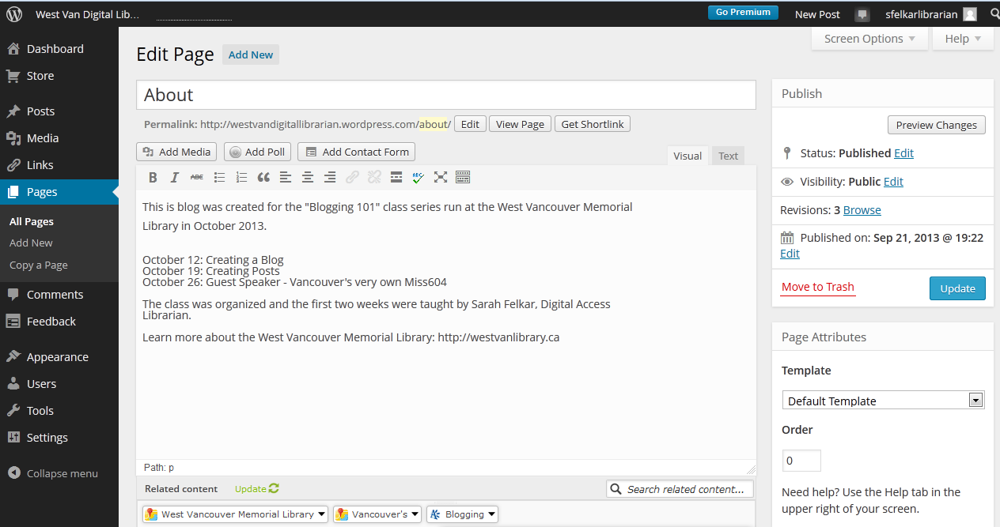 West Van Digital Lib...
Go Premium
New Post
sfelkarlibrarian
Dashboard
Store
Posts
Media
Links
Pages
All Pages
Add New
Copy a Page
Comments
Feedback
Appearance
Users
Tools
Settings
Collapse menu
Screen Options
Help
Edit Page
Add New
About
Permalink: http://westvandigitallibrarian.wordpress.com/about/ Edit View Page Get Shortlink
Add Media Add Poll Add Contact Form
Visual Text
B I ABC ABC
This is blog was created for the "Blogging 101" class series run at the West Vancouver Memorial
Library in October 2013.
October 12: Creating a Blog
October 19: Creating Posts
October 26: Guest Speaker - Vancouver's very own Miss604
The class was organized and the first two weeks were taught by Sarah Felkar, Digital Access
Librarian.
Learn more about the West Vancouver Memorial Library: http://westvanlibrary.ca
Path: p
Related content Update Search related content...
West Vancouver Memorial Library Vancouver's Blogging
Publish
Preview Changes
Status: Published Edit
Visibility: Public Edit
Revisions: 3 Browse
Published on: Sep 21, 2013 @ 19:22
Edit
Move to Trash Update
Page Attributes
Template
Default Template
Order
0
Need help? Use the Help tab in the
upper right of your screen.